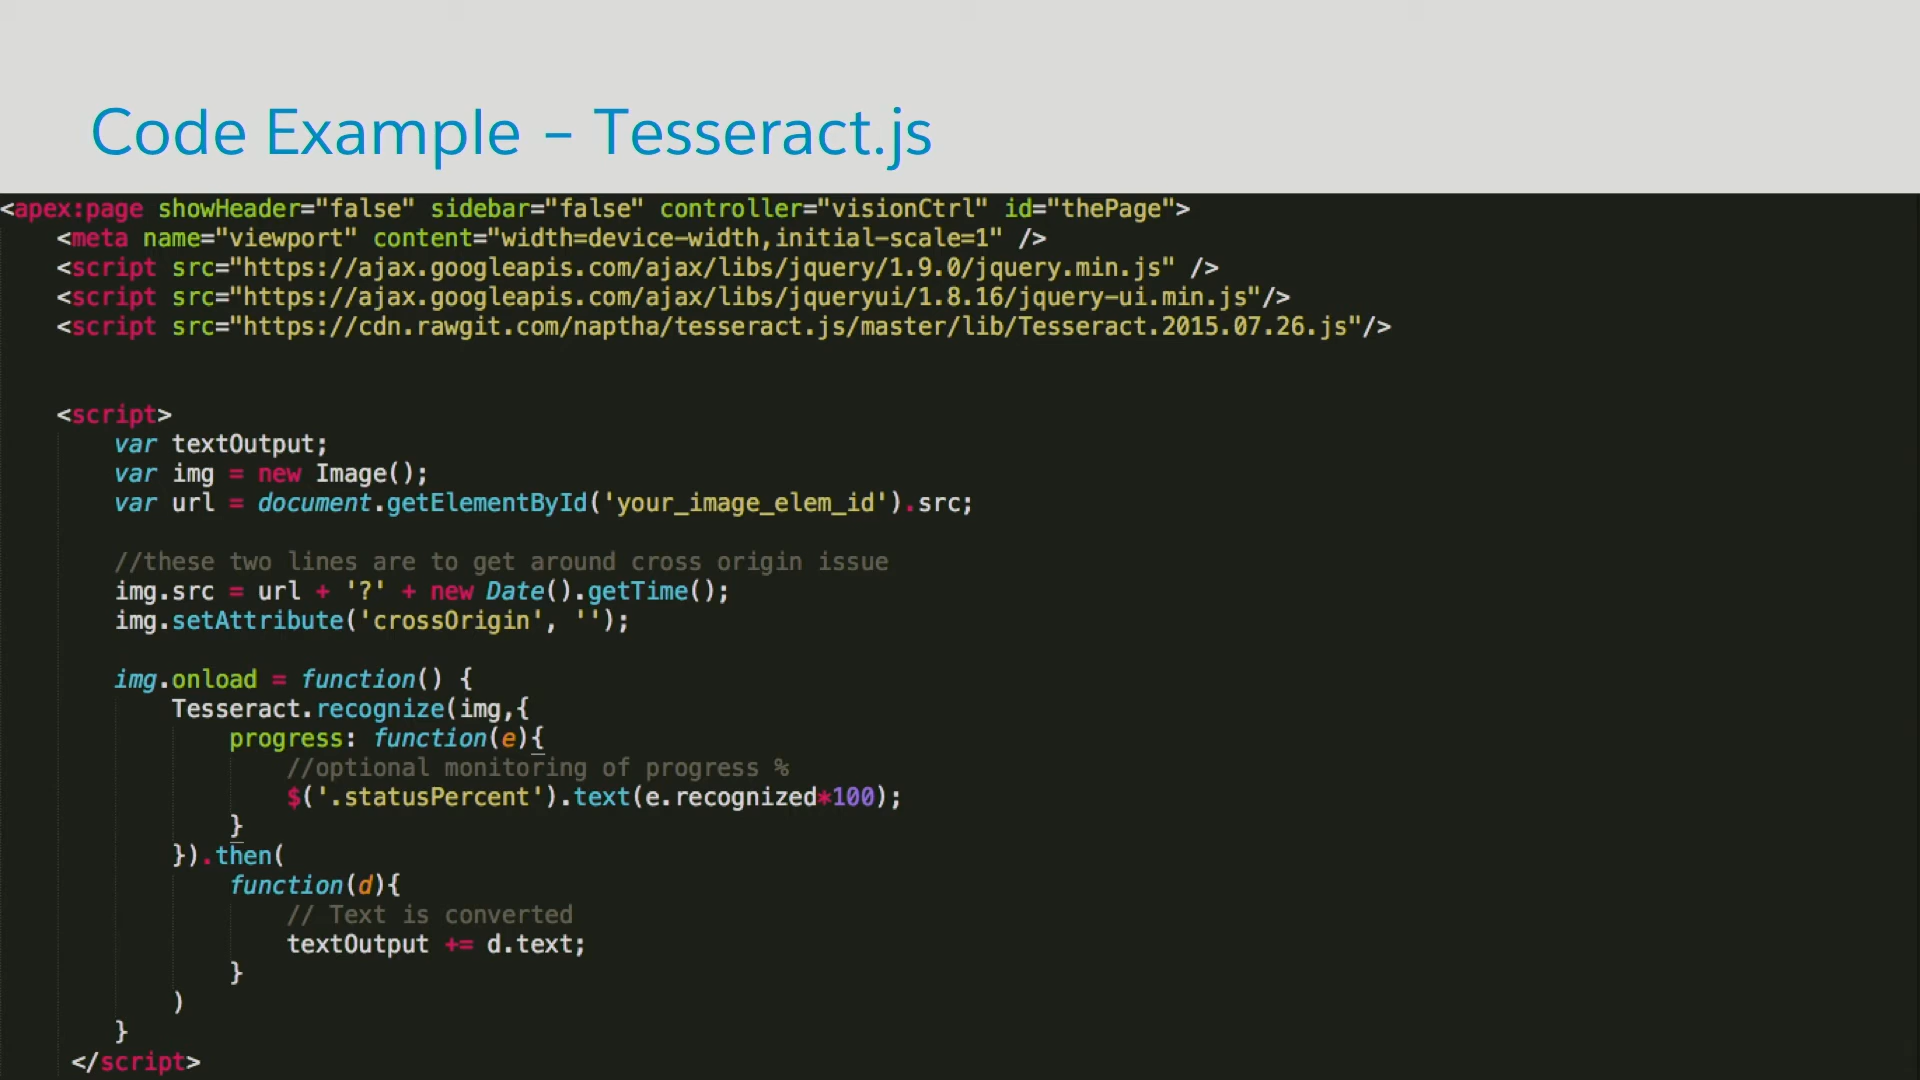 Code Example – Tesseract.js
<apex:page showHeader="false" sidebar="false" controller="visionCtrl" id="thePage">
<meta name="viewport" content="width=device-width,initial-scale=1" />
<script src="https://ajax.googleapis.com/ajax/libs/jquery/1.9.0/jquery.min.js" />
<script src="https://ajax.googleapis.com/ajax/libs/jqueryui/1.8.16/jquery-ui.min.js"/>
<script src="https://cdn.rawgit.com/naptha/tesseract.js/master/lib/Tesseract.2015.07.26.js"/>
<script>
var textOutput;
var img = new Image();
var url = document.getElementById('your_image_elem_id').src;
//these two lines are to get around cross origin issue
img.src = url + '?' + new Date().getTime();
img.setAttribute('crossOrigin', '');
img.onload = function() {
Tesseract.recognize(img,{
progress: function(e){
//optional monitoring of progress %
$('.statusPercent').text(e.recognized*100);
}
}).then(
function(d){
// Text is converted
textOutput += d.text;
}
)
}
</script>